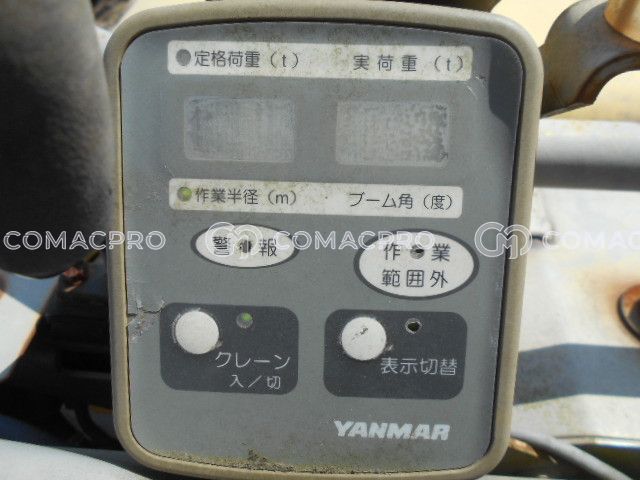 定格荷重（t） 実荷重（t）
作業半径（m） ブーム角（度）
COMACPRO COMACPRO COMACPRO
警報 作業
範囲外
クレーン 表示切替
入／切
YANMAR